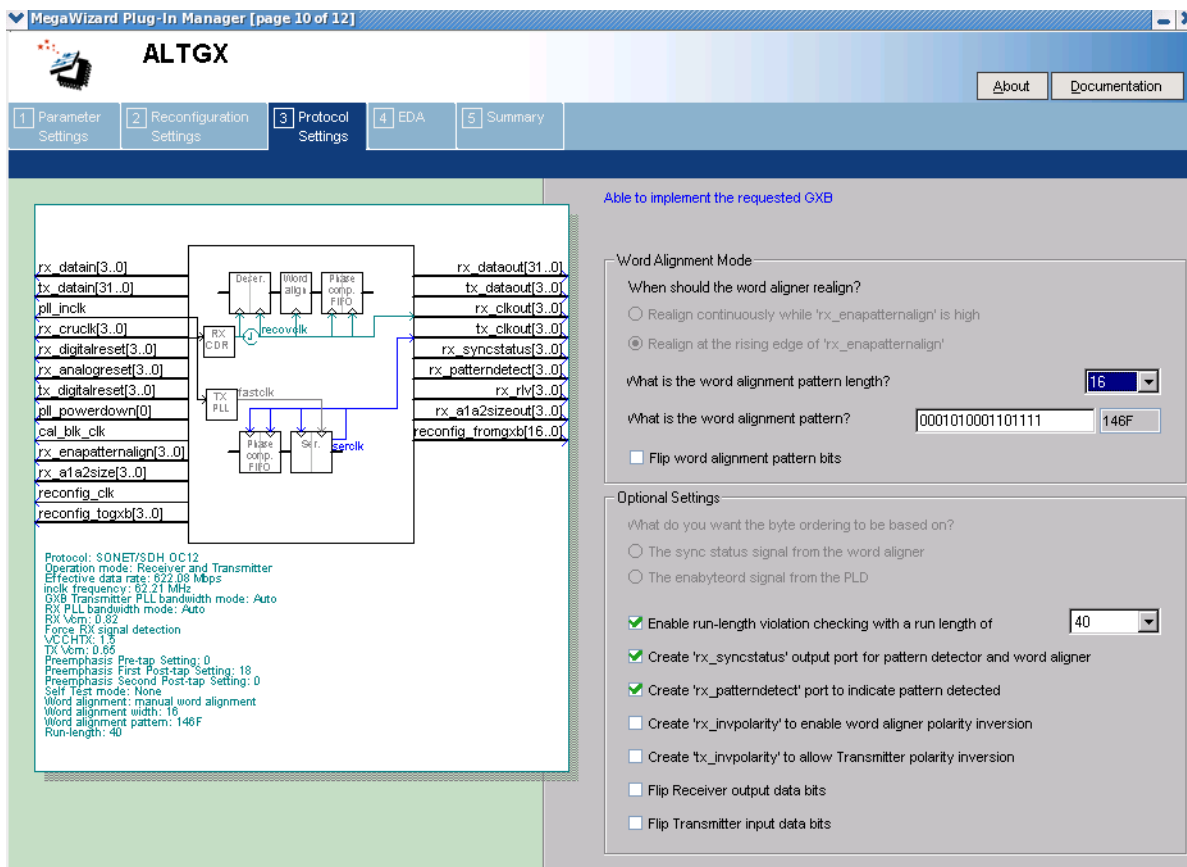 MegaWizard Plug-In Manager [page 10 of 12]
ALTGX
About
Documentation
1 Parameter Settings
2 Reconfiguration Settings
3 Protocol Settings
4 EDA
5 Summary
Able to implement the requested GXB
rx_datain[3..0]
tx_datain[31..0]
pll_inclk
rx_cruclk[3..0]
rx_digitalreset[3..0]
rx_analogreset[3..0]
tx_digitalreset[3..0]
pll_powerdown[0]
cal_blk_clk
rx_enapatternalign[3..0]
rx_a1a2size[3..0]
reconfig_clk
reconfig_togxb[3..0]
Deser.
Word align
Phase comp. FIFO
RX CDR
recovclk
TX PLL
fastclk
Phase comp. FIFO
Ser.
serclk
rx_dataout[31..0]
tx_dataout[3..0]
rx_clkout[3..0]
tx_clkout[3..0]
rx_syncstatus[3..0]
rx_patterndetect[3..0]
rx_rlv[3..0]
rx_a1a2sizeout[3..0]
reconfig_fromgxb[16..0]
Protocol: SONET/SDH OC12
Operation mode: Receiver and Transmitter
Effective data rate: 622.08 Mbps
inclk frequency: 62.21 MHz
GXB Transmitter PLL bandwidth mode: Auto
RX PLL bandwidth mode: Auto
RX Vcm: 0.82
Force RX signal detection
VCCHTX: 1.5
TX Vcm: 0.65
Preemphasis Pre-tap Setting: 0
Preemphasis First Post-tap Setting: 18
Preemphasis Second Post-tap Setting: 0
Self Test mode: None
Word alignment: manual word alignment
Word alignment width: 16
Word alignment pattern: 146F
Run-length: 40
Word Alignment Mode
When should the word aligner realign?
Realign continuously while 'rx_enapatternalign' is high
Realign at the rising edge of 'rx_enapatternalign'
What is the word alignment pattern length? 16
What is the word alignment pattern? 0001010001101111 146F
Flip word alignment pattern bits
Optional Settings
What do you want the byte ordering to be based on?
The sync status signal from the word aligner
The enabyteord signal from the PLD
Enable run-length violation checking with a run length of 40
Create 'rx_syncstatus' output port for pattern detector and word aligner
Create 'rx_patterndetect' port to indicate pattern detected
Create 'rx_invpolarity' to enable word aligner polarity inversion
Create 'tx_invpolarity' to allow Transmitter polarity inversion
Flip Receiver output data bits
Flip Transmitter input data bits